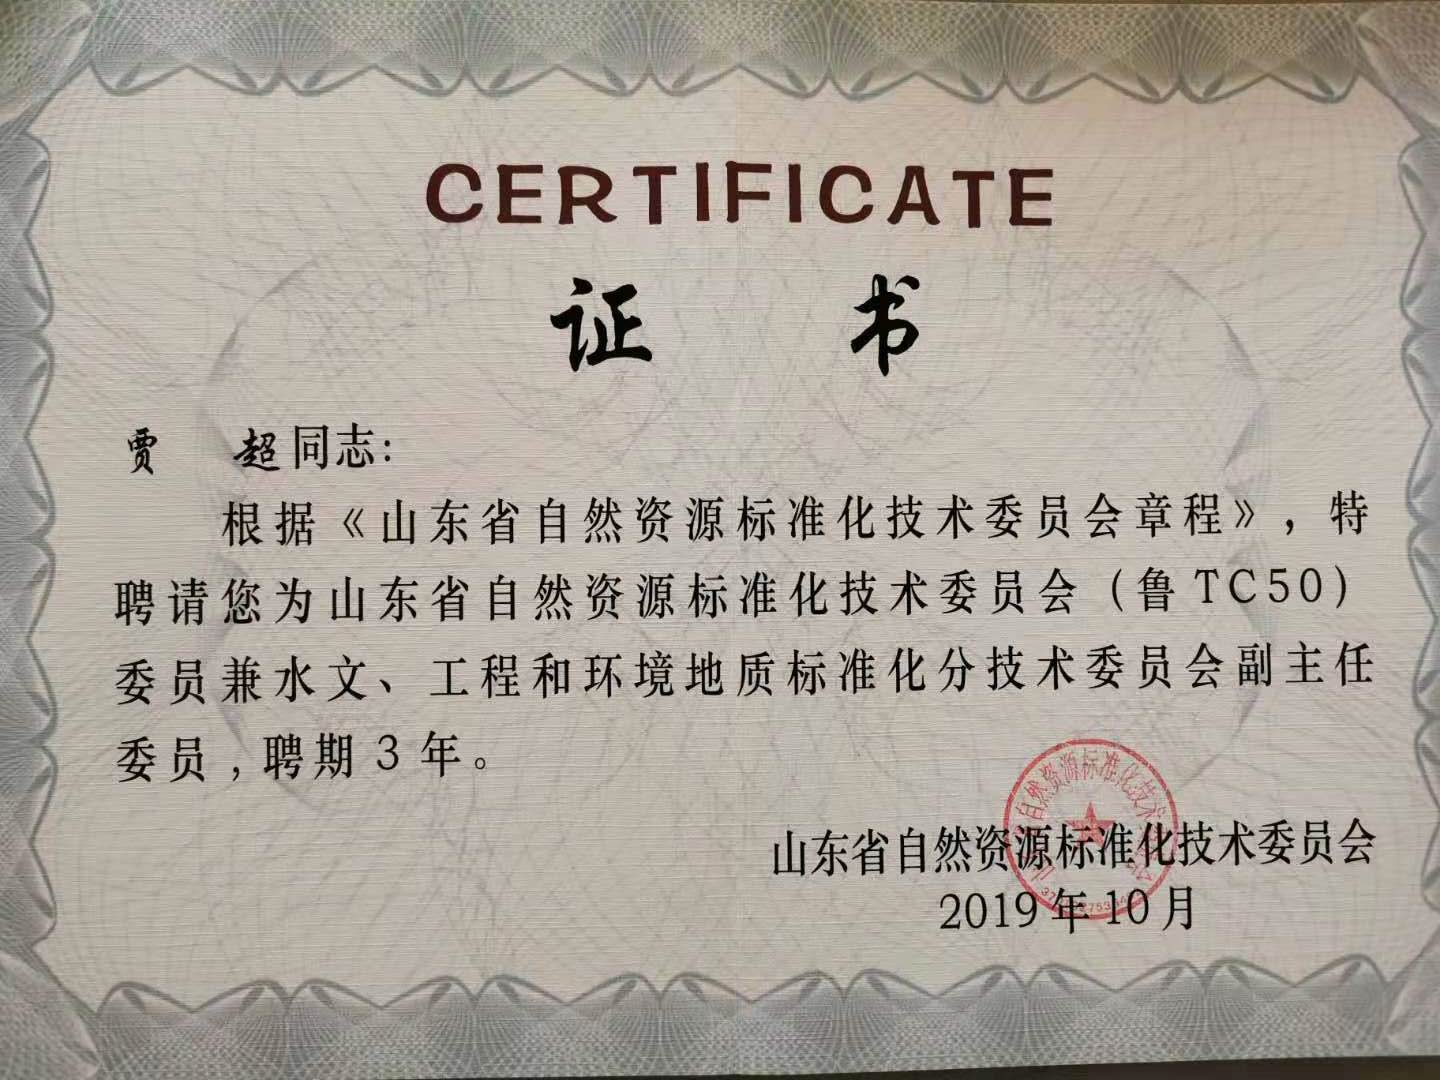 CERTIFICATE
证 书
贾 超同志：
根据《山东省自然资源标准化技术委员会章程》，特
聘请您为山东省自然资源标准化技术委员会（鲁TC50）
委员兼水文、工程和环境地质标准化分技术委员会副主任
委员，聘期3年。
山东省自然资源标准化技术委员会
2019年10月